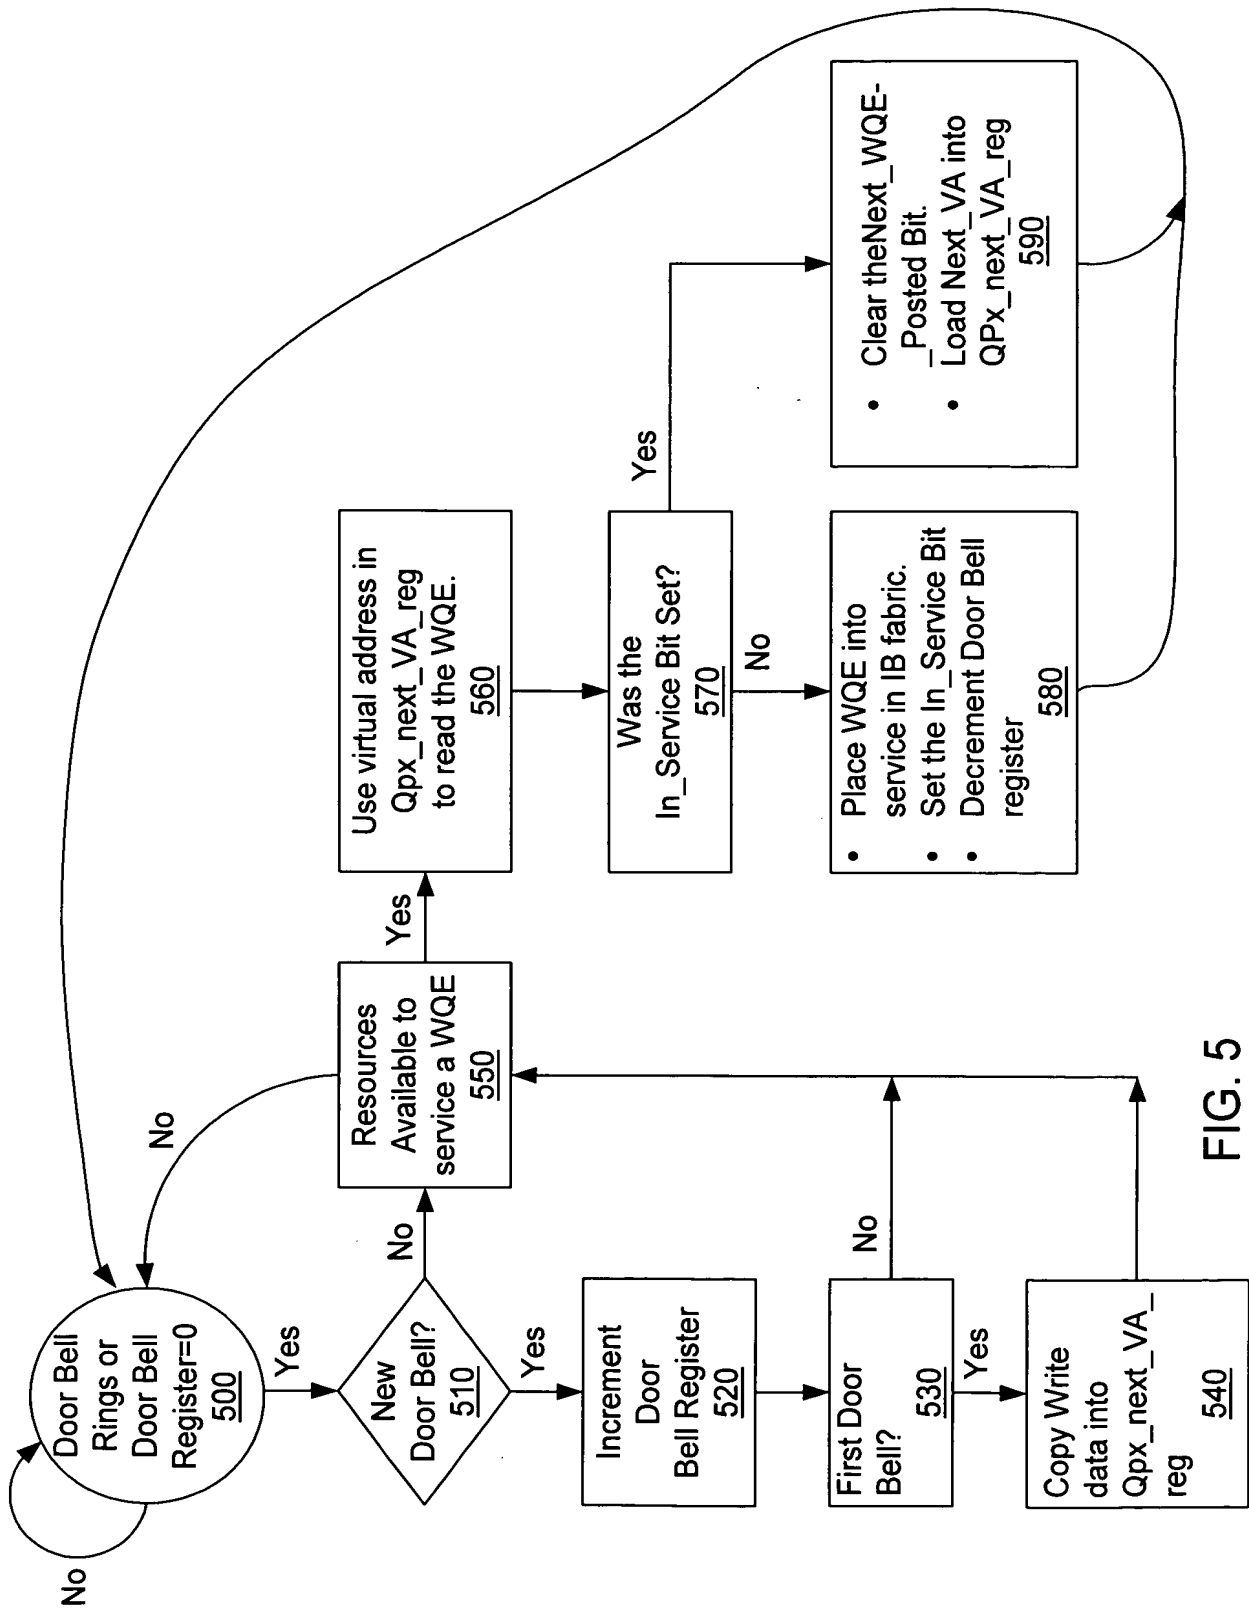 No
Door Bell
Rings or
Door Bell
Register=0
500
Yes
No
New
Door Bell?
510
No
Yes
Increment
Door
Bell Register
520
First Door
Bell?
530
No
Yes
Copy Write
data into
Qpx_next_VA_
reg
540
Resources
Available to
service a WQE
550
Yes
Use virtual address in
Qpx_next_VA_reg
to read the WQE.
560
Was the
In_Service Bit Set?
570
Yes
No
• Place WQE into
service in IB fabric.
• Set the In_Service Bit
• Decrement Door Bell
register
580
• Clear theNext_WQE-
_Posted Bit.
• Load Next_VA into
QPx_next_VA_reg
590
FIG. 5